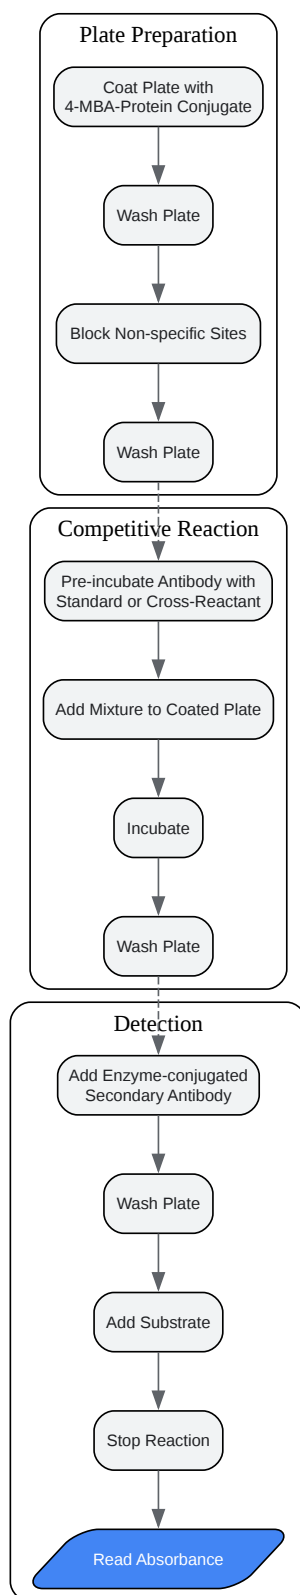 Plate Preparation
Coat Plate with
4-MBA-Protein Conjugate
Wash Plate
Block Non-specific Sites
Wash Plate
Competitive Reaction
Pre-incubate Antibody with
Standard or Cross-Reactant
Add Mixture to Coated Plate
Incubate
Wash Plate
Detection
Add Enzyme-conjugated
Secondary Antibody
Wash Plate
Add Substrate
Stop Reaction
Read Absorbance